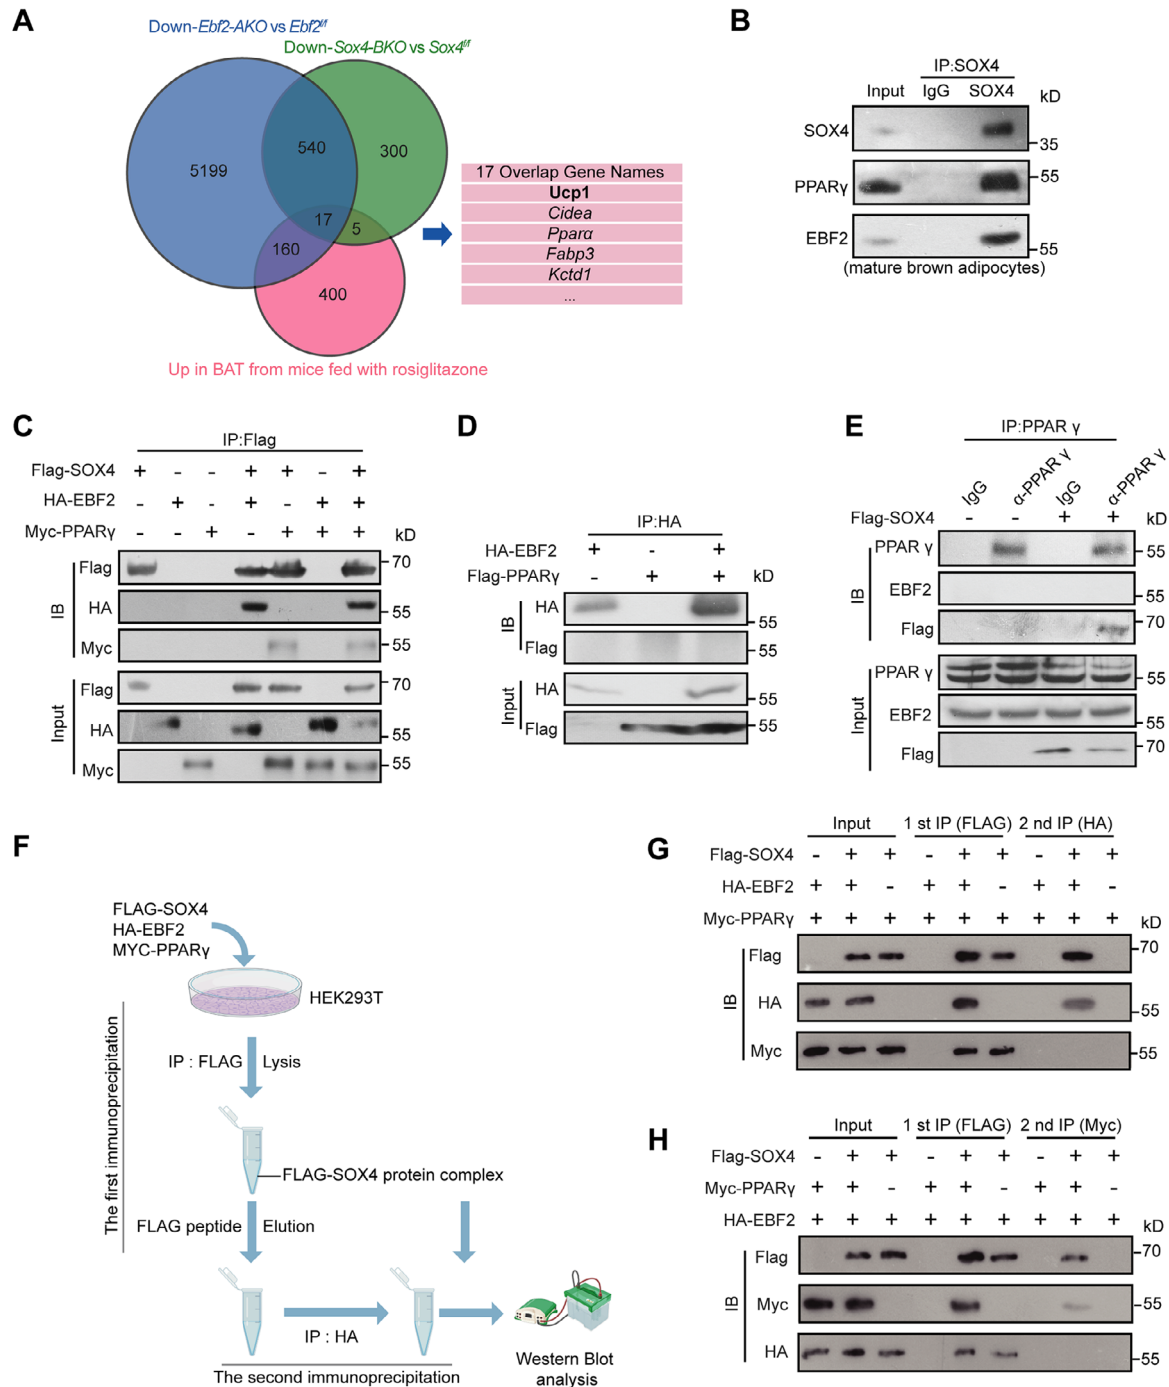 A
Down-Ebf2-AKO vs Ebf2f/f
Down-Sox4-BKO vs Sox4f/f
5199
540
300
17
5
160
400
Up in BAT from mice fed with rosiglitazone
17 Overlap Gene Names
Ucp1
Cidea
Pparα
Fabp3
Kctd1
...
B
IP:SOX4
Input IgG SOX4 kD
SOX4
35
PPARγ
55
EBF2
55
(mature brown adipocytes)
C
IP:Flag
Flag-SOX4 + - - + + - +
HA-EBF2 - + - + - + +
Myc-PPARγ - - + - + + +
kD
IB
Flag 70
HA 55
Myc 55
Input
Flag 70
HA 55
Myc 55
D
IP:HA
HA-EBF2 + - +
Flag-PPARγ - + + kD
IB
HA 55
Flag 55
Input
HA 55
Flag 55
E
IP:PPAR γ
IgG α-PPAR γ IgG α-PPAR γ
Flag-SOX4 - - + + kD
IB
PPAR γ 55
EBF2 55
Flag 70
Input
PPAR γ 55
EBF2 55
Flag 70
F
FLAG-SOX4
HA-EBF2
MYC-PPARγ
HEK293T
The first immunoprecipitation
IP : FLAG Lysis
FLAG-SOX4 protein complex
FLAG peptide Elution
IP : HA
The second immunoprecipitation
Western Blot
analysis
G
Input 1 st IP (FLAG) 2 nd IP (HA)
Flag-SOX4 - + + - + + - + +
HA-EBF2 + + - + + - + + -
Myc-PPARγ + + + + + + + + + kD
IB
Flag 70
HA 55
Myc 55
H
Input 1 st IP (FLAG) 2 nd IP (Myc)
Flag-SOX4 - + + - + + - + +
Myc-PPARγ + + - + + - + + -
HA-EBF2 + + + + + + + + + kD
IB
Flag 70
Myc 55
HA 55